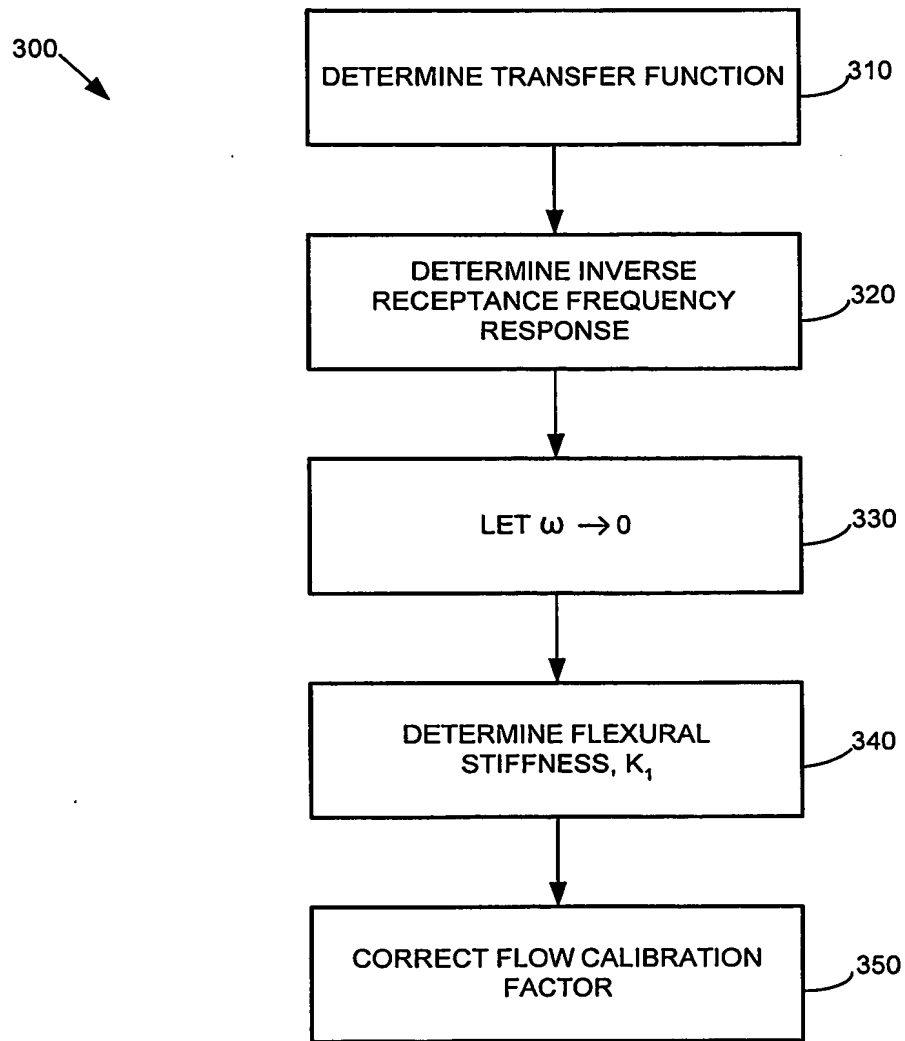 300
DETERMINE TRANSFER FUNCTION
310
DETERMINE INVERSE
RECEPTANCE FREQUENCY
RESPONSE
320
LET ω → 0
330
DETERMINE FLEXURAL
STIFFNESS, K₁
340
CORRECT FLOW CALIBRATION
FACTOR
350